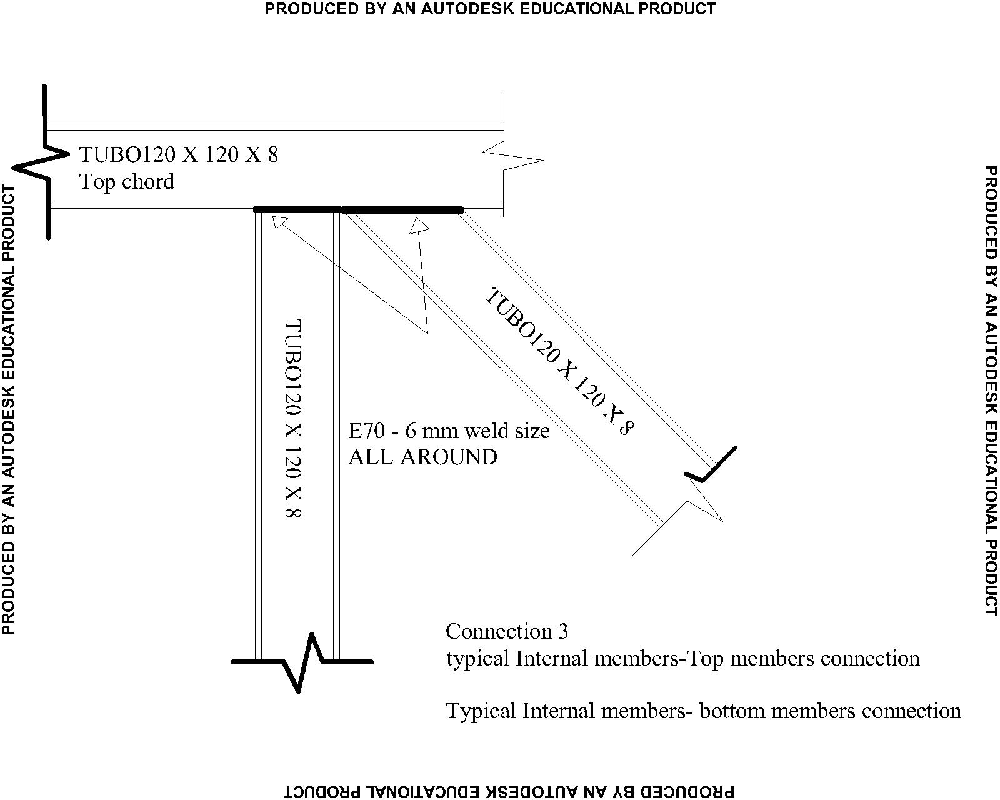 PRODUCED BY AN AUTODESK EDUCATIONAL PRODUCT
TUBO120 X 120 X 8
Top chord
PRODUCED BY AN AUTODESK EDUCATIONAL PRODUCT
PRODUCED BY AN AUTODESK EDUCATIONAL PRODUCT
TUBO120 X 120 X 8
TUBO120 X 120 X 8
E70 - 6 mm weld size
ALL AROUND
Connection 3
typical Internal members-Top members connection
Typical Internal members- bottom members connection
PRODUCED BY AN AUTODESK EDUCATIONAL PRODUCT